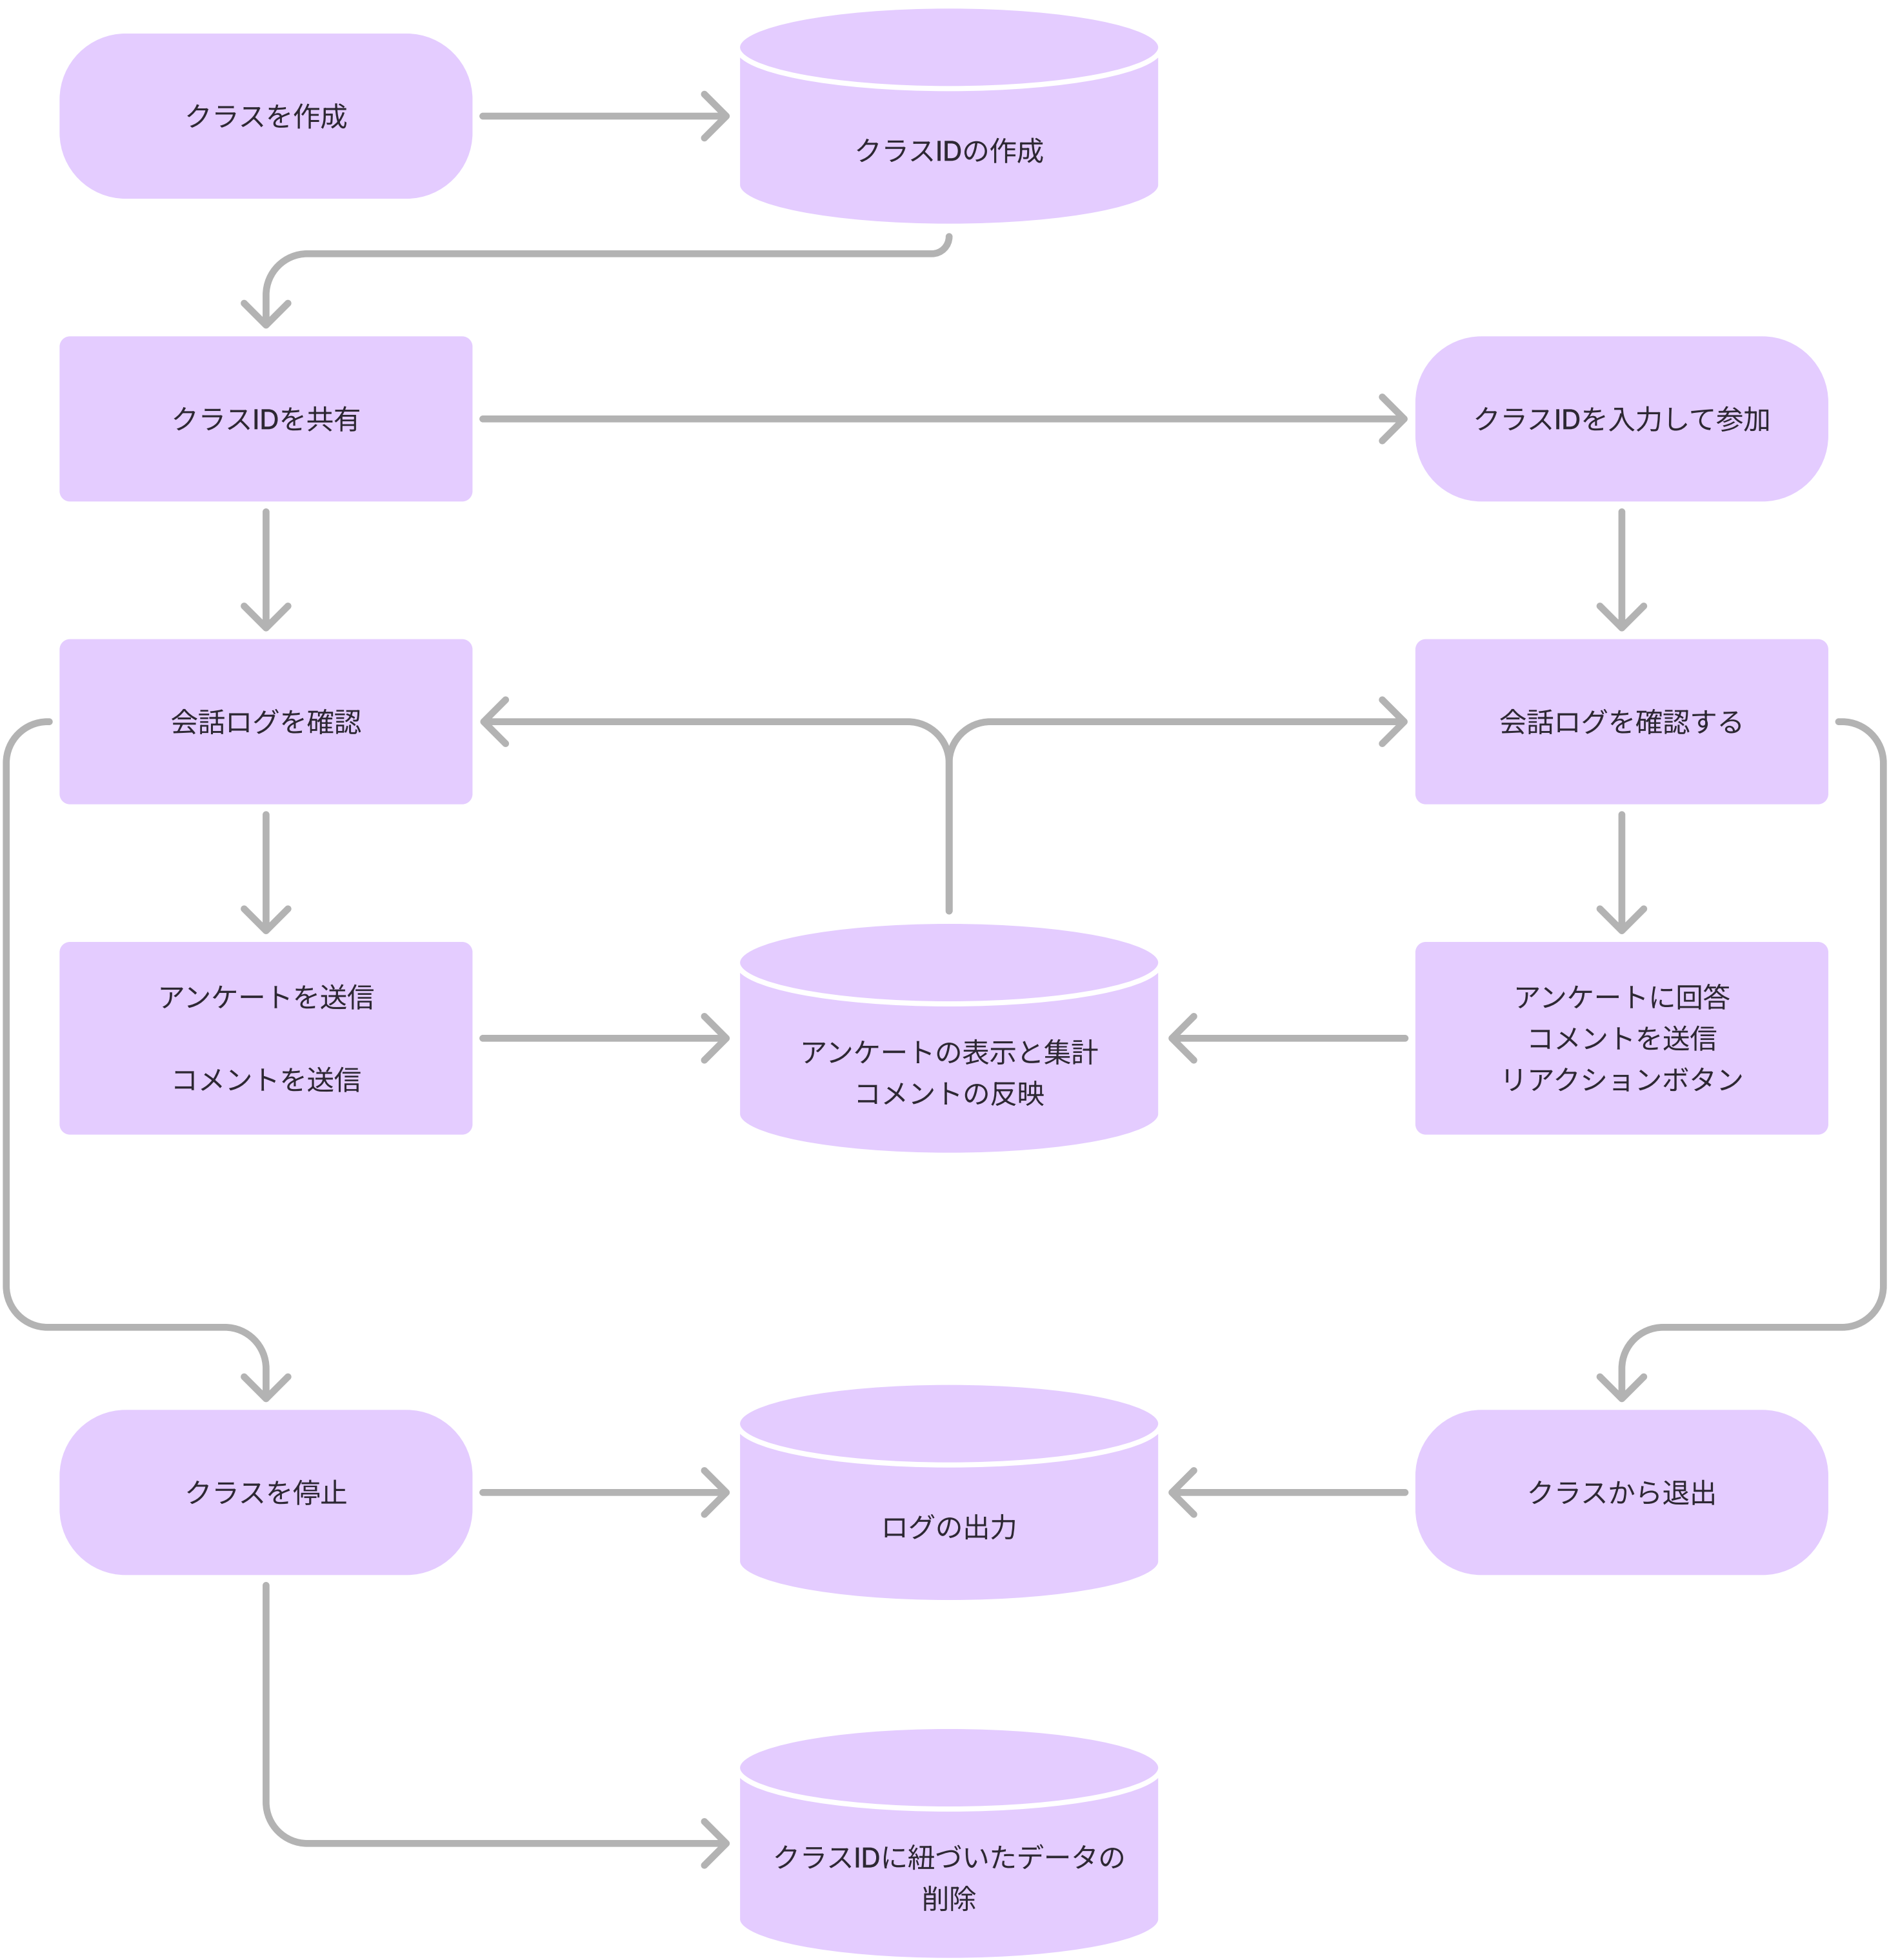 クラスを作成
クラスIDの作成
クラスIDを共有
クラスIDを入力して参加
会話ログを確認
会話ログを確認する
アンケートを送信
コメントを送信
アンケートの表示と集計
コメントの反映
アンケートに回答
コメントを送信
リアクションボタン
クラスを停止
ログの出力
クラスから退出
クラスIDに紐づいたデータの
削除